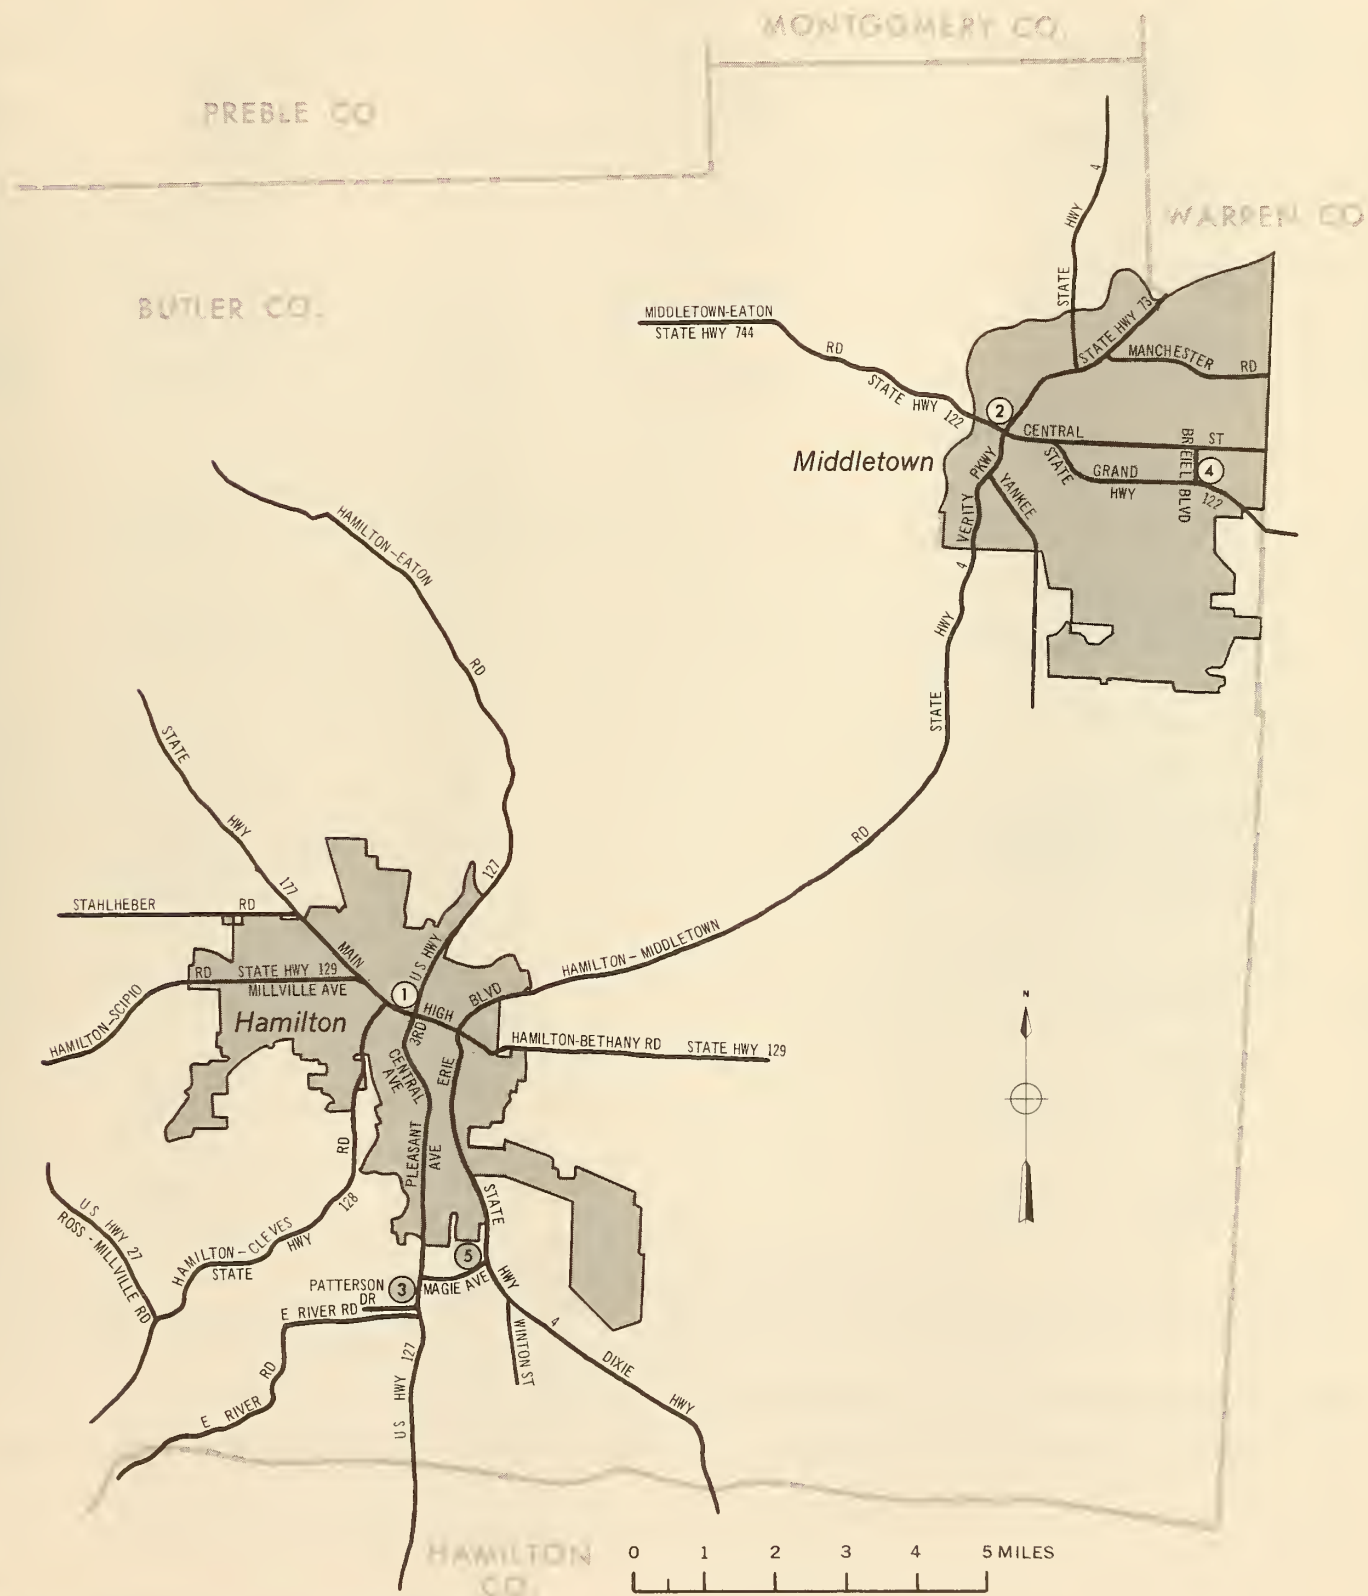 MONTGOMERY CO.
PREBLE CO
WARREN CO
BUTLER CO.
STATE HWY 4
MIDDLETOWN-EATON RD
STATE HWY 744
STATE HWY 73
MANCHESTER RD
STATE HWY 122
2
CENTRAL ST
BREIEL BLVD
4
Middletown
VERITY PKWY
YANKEE
STATE GRAND HWY 122
HAMILTON-EATON RD
STATE HWY 4
STATE HWY 177
127
STAHLHEBER RD
MAIN
U.S HWY
HAMILTON-MIDDLETOWN RD
HAMILTON-SCIPIO RD
STATE HWY 129
MILLVILLE AVE
1
HIGH
BLVD
Hamilton
3RD
HAMILTON-BETHANY RD STATE HWY 129
CENTRAL AVE
ERIE
N
PLEASANT AVE
HAMILTON-CLEVES RD
STATE HWY 128
U S HWY 27
ROSS-MILLVILLE RD
STATE HWY 4
5
3
MAGIE AVE
PATTERSON DR
E RIVER RD
WINTON ST
DIXIE HWY
E RIVER RD
U S HWY 127
HAMILTON CO.
0 1 2 3 4 5 MILES